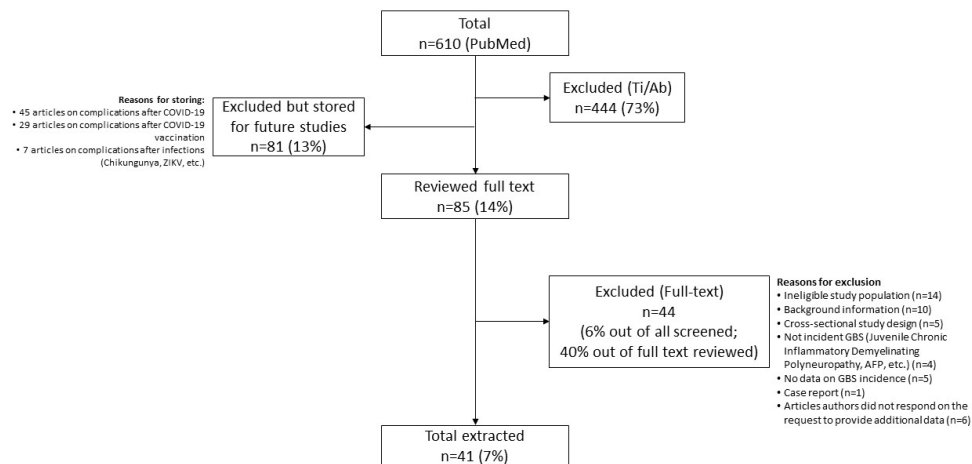 Total
n=610 (PubMed)
Excluded (Ti/Ab)
n=444 (73%)
Reasons for storing:
• 45 articles on complications after COVID-19
• 29 articles on complications after COVID-19
vaccination
• 7 articles on complications after infections
(Chikungunya, ZIKV, etc.)
Excluded but stored
for future studies
n=81 (13%)
Reviewed full text
n=85 (14%)
Excluded (Full-text)
n=44
(6% out of all screened;
40% out of full text reviewed)
Reasons for exclusion
• Ineligible study population (n=14)
• Background information (n=10)
• Cross-sectional study design (n=5)
• Not incident GBS (Juvenile Chronic
Inflammatory Demyelinating
Polyneuropathy, AFP, etc.) (n=4)
• No data on GBS incidence (n=5)
• Case report (n=1)
• Articles authors did not respond on the
request to provide additional data (n=6)
Total extracted
n=41 (7%)